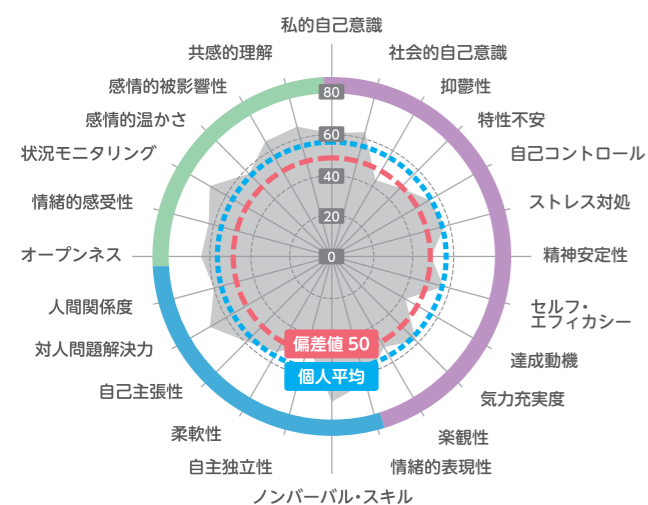 私的自己意識
共感的理解
社会的自己意識
感情的被影響性
抑鬱性
感情的温かさ
特性不安
状況モニタリング
自己コントロール
情緒的感受性
ストレス対処
オープンネス
精神安定性
人間関係度
セルフ・
エフィカシー
対人問題解決力
達成動機
自己主張性
気力充実度
柔軟性
楽観性
自主独立性
情緒的表現性
ノンバーバル・スキル
80
60
40
20
0
偏差値 50
個人平均